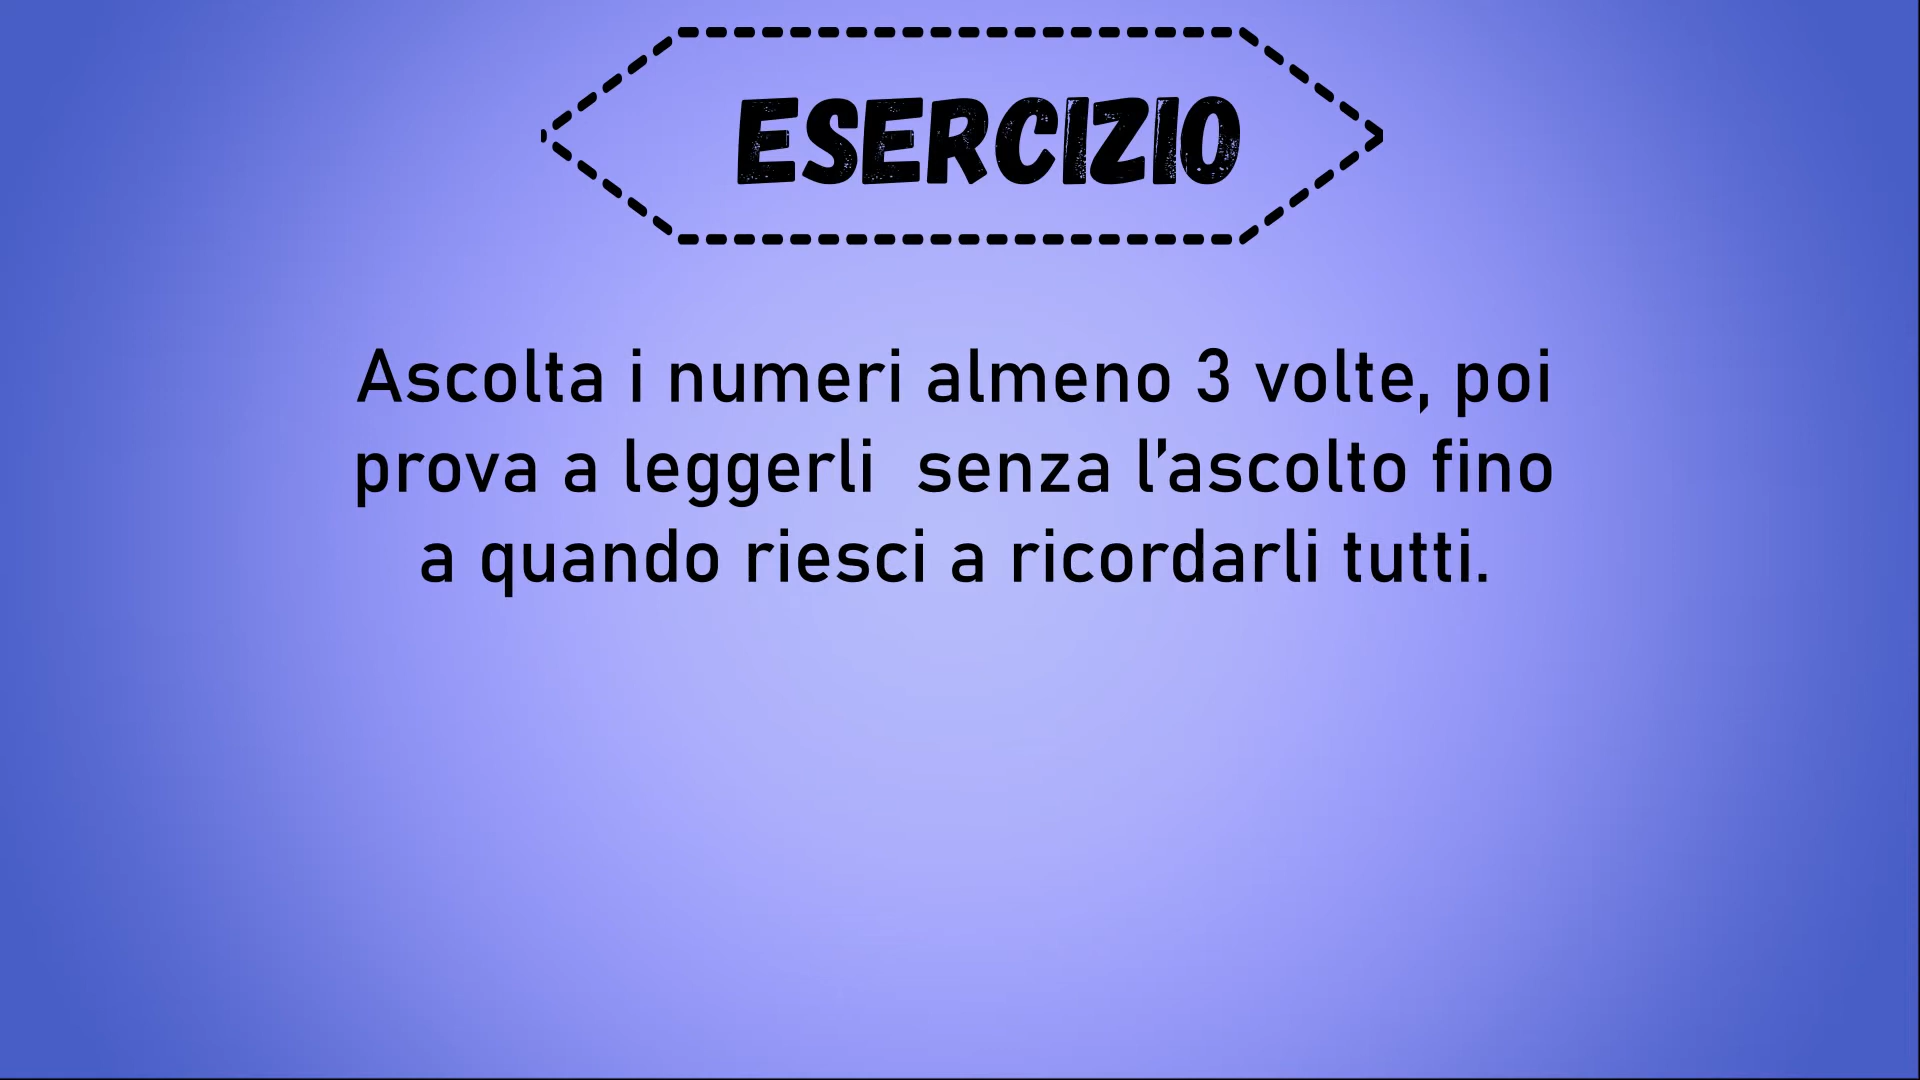 ESERCIZIO
Ascolta i numeri almeno 3 volte, poi
prova a leggerli  senza l’ascolto fino
a quando riesci a ricordarli tutti.